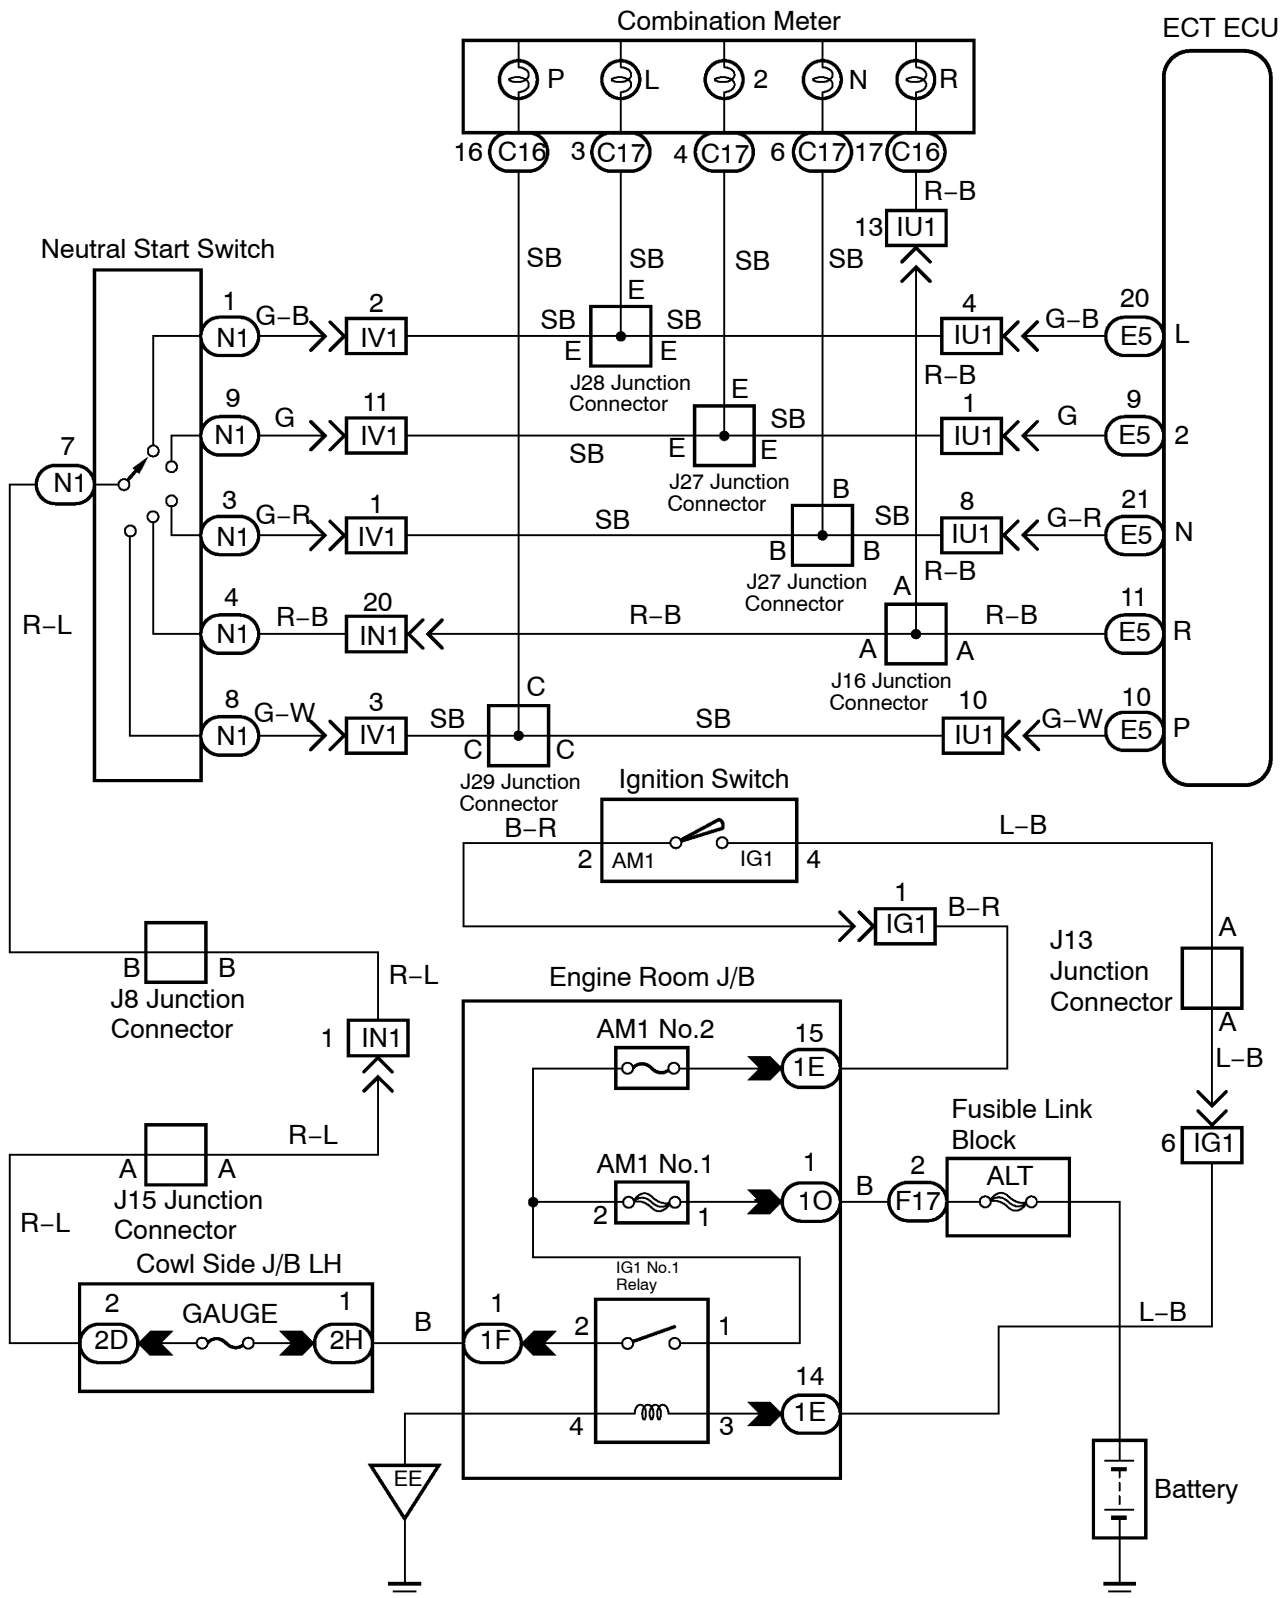 Combination Meter
ECT ECU
P L 2 N R
16 C16 3 C17 4 C17 6 C17 17 C16
R–B
13 IU1
Neutral Start Switch
SB SB SB SB
E
1 G–B 2 SB SB 4 G–B 20
N1 IV1 E E IU1 E5 L
J28 Junction
Connector
R–B
9 G 11 E SB 1 G 9
N1 IV1 SB E E IU1 E5 2
J27 Junction
Connector
7
N1
B
3 G–R 1 SB SB 8 G–R 21
N1 IV1 B B IU1 E5 N
J27 Junction
Connector
R–B
A
4 R–B 20 R–B R–B 11
N1 IN1 A A E5 R
J16 Junction
Connector
R–L
C
8 G–W 3 SB SB 10 G–W 10
N1 IV1 C C IU1 E5 P
J29 Junction
Connector
Ignition Switch
B–R L–B
2 AM1 IG1 4
1 B–R
IG1
A
J13
Junction
Connector
A
L–B
B B
J8 Junction
Connector
R–L
1 IN1
Engine Room J/B
AM1 No.2 15
1E
Fusible Link
Block
6 IG1
R–L
A A
J15 Junction
Connector
R–L
AM1 No.1 1 B 2 ALT
2 1 1O F17
Cowl Side J/B LH
IG1 No.1
Relay
2 GAUGE 1 B 1 2 1
2D 2H 1F
L–B
14
4 3 1E
EE
Battery